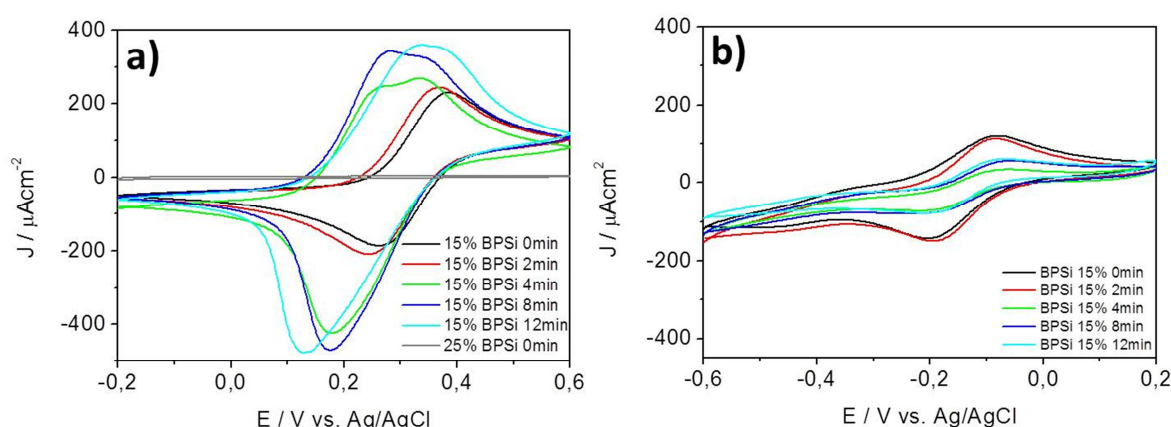 a)
400
200
0
-200
-400
J / µAcm-2
15% BPSi 0min
15% BPSi 2min
15% BPSi 4min
15% BPSi 8min
15% BPSi 12min
25% BPSi 0min
-0,2
0,0
0,2
0,4
0,6
E / V vs. Ag/AgCl
b)
400
200
0
-200
-400
J / µAcm2
BPSi 15% 0min
BPSi 15% 2min
BPSi 15% 4min
BPSi 15% 8min
BPSi 15% 12min
-0,6
-0,4
-0,2
0,0
0,2
E / V vs. Ag/AgCl